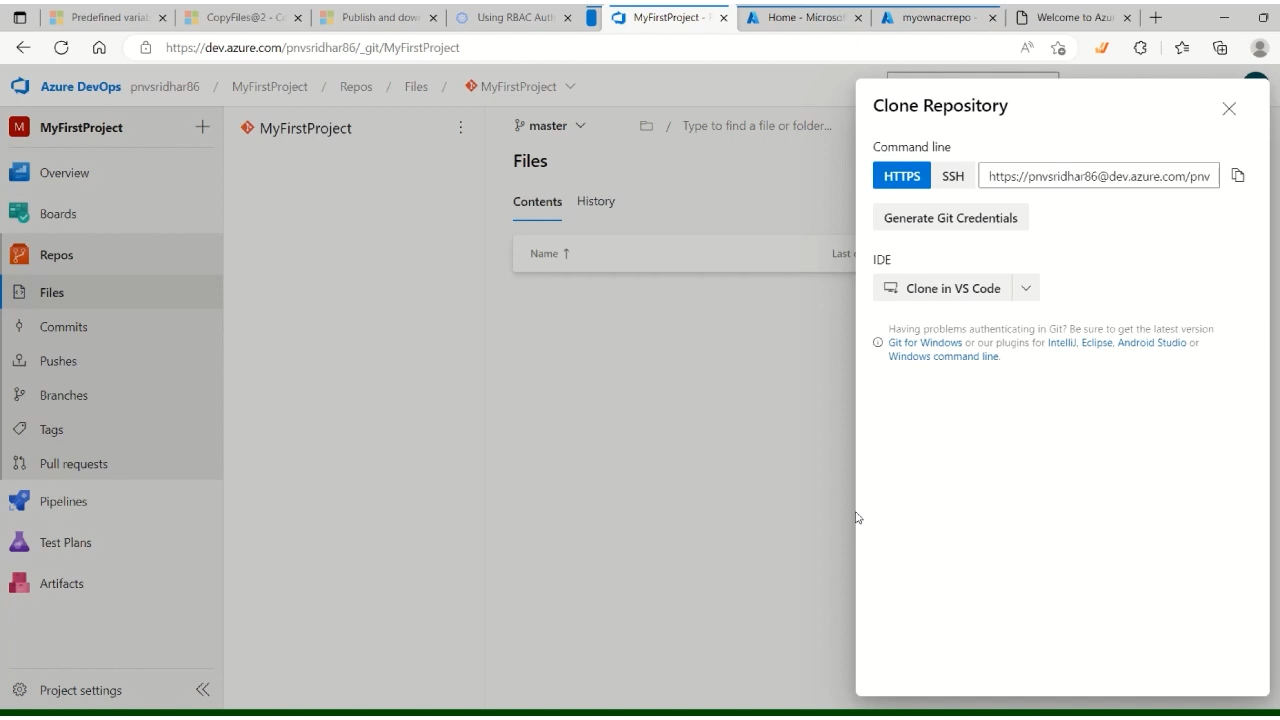 Predefined varia
CopyFiles@2 - C
Publish and dow
Using RBAC Auth
MyFirstProject -
Home - Microsof
myownacrrepo -
Welcome to Azu
https://dev.azure.com/pnvsridhar86/_git/MyFirstProject
Azure DevOps pnvsridhar86 / MyFirstProject / Repos / Files / MyFirstProject
M MyFirstProject
Overview
Boards
Repos
Files
Commits
Pushes
Branches
Tags
Pull requests
Pipelines
Test Plans
Artifacts
Project settings
MyFirstProject
master / Type to find a file or folder...
Files
Contents History
Name ↑ Last
Clone Repository
Command line
HTTPS SSH https://pnvsridhar86@dev.azure.com/pnv
Generate Git Credentials
IDE
Clone in VS Code
Having problems authenticating in Git? Be sure to get the latest version
Git for Windows or our plugins for IntelliJ, Eclipse, Android Studio or
Windows command line.